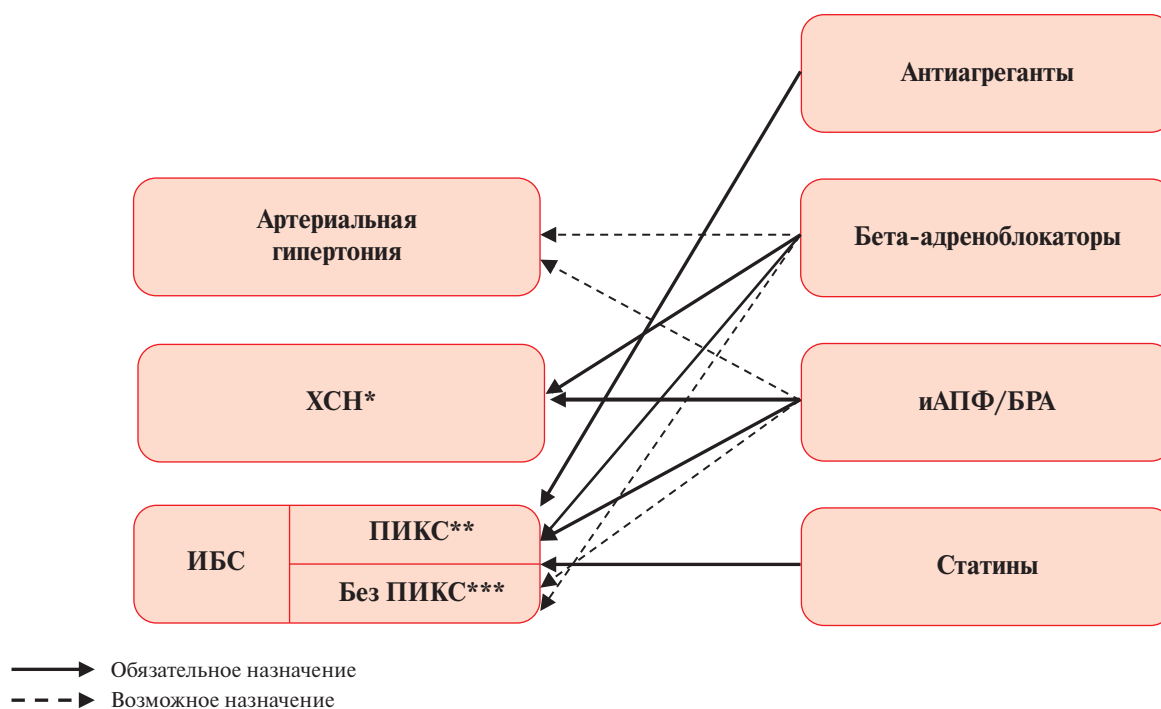 Антиагреганты
Артериальная
гипертония
Бета-адреноблокаторы
ХСН*
иАПФ/БРА
ИБС
ПИКС**
Без ПИКС***
Статины
Обязательное назначение
Возможное назначение